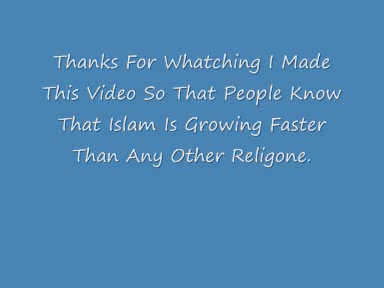 Thanks For Whatching I Made
This Video So That People Know
That Islam Is Growing Faster
Than Any Other Religone.